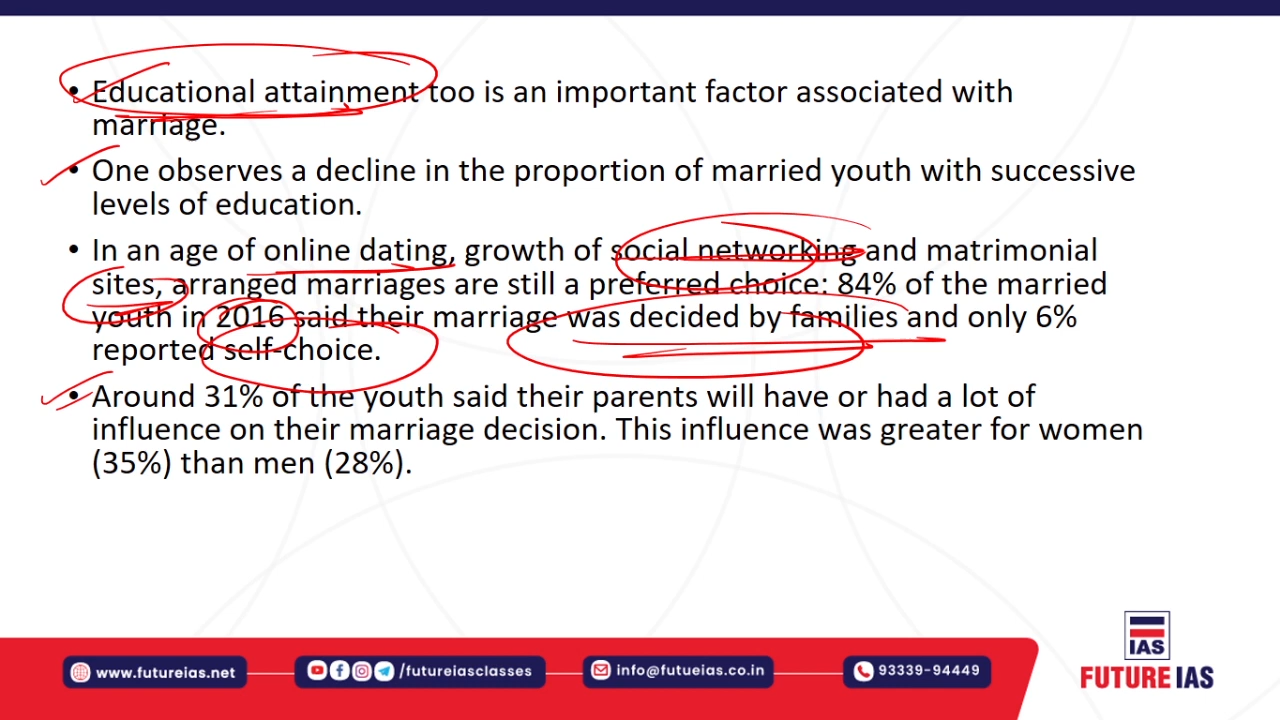 • Educational attainment too is an important factor associated with
marriage.
• One observes a decline in the proportion of married youth with successive
levels of education.
• In an age of online dating, growth of social networking and matrimonial
sites, arranged marriages are still a preferred choice: 84% of the married
youth in 2016 said their marriage was decided by families and only 6%
reported self-choice.
• Around 31% of the youth said their parents will have or had a lot of
influence on their marriage decision. This influence was greater for women
(35%) than men (28%).
IAS
FUTURE IAS
www.futureias.net
/futureiasclasses
info@futueias.co.in
93339-94449